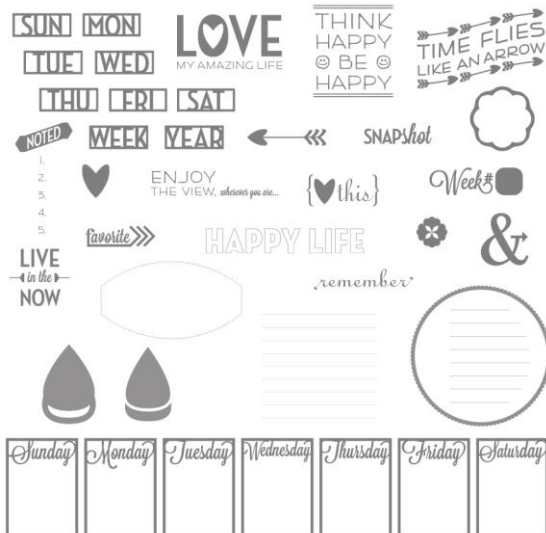 SUN MON
TUE WED
THU FRI SAT
LOVE
MY AMAZING LIFE
THINK
HAPPY
BE
HAPPY
TIME FLIES
LIKE AN ARROW
NOTED
1.
2.
3.
4.
5.
WEEK YEAR
SNAPshot
ENJOY
THE VIEW, wherever you are...
{this}
Week#
favorite
HAPPY LIFE
&
LIVE
in the
NOW
remember
Sunday Monday Tuesday Wednesday Thursday Friday Saturday